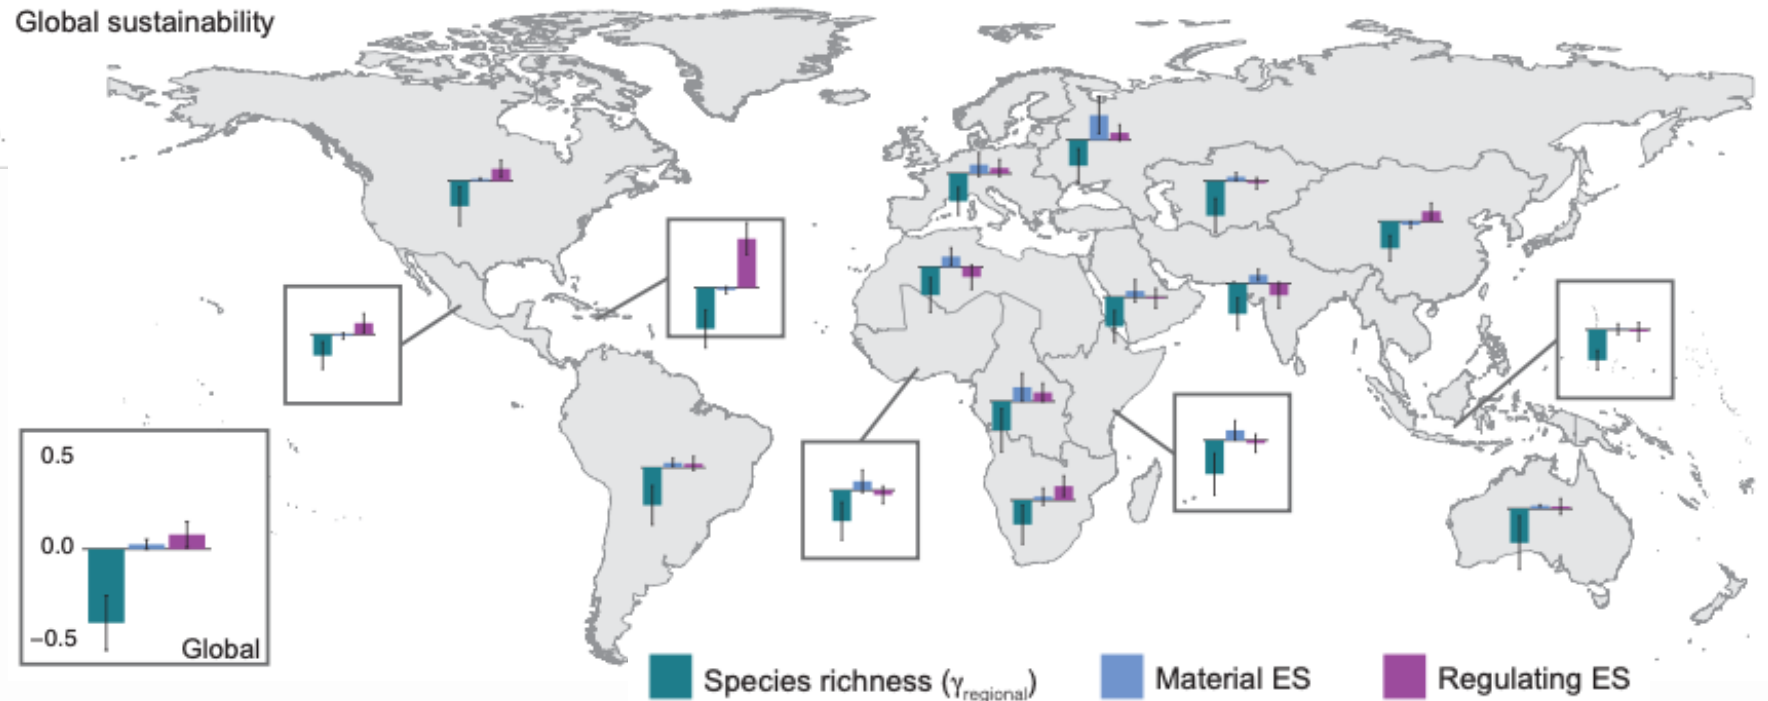 Global sustainability
0.5
0.0
−0.5
Global
Species richness (γregional)
Material ES
Regulating ES